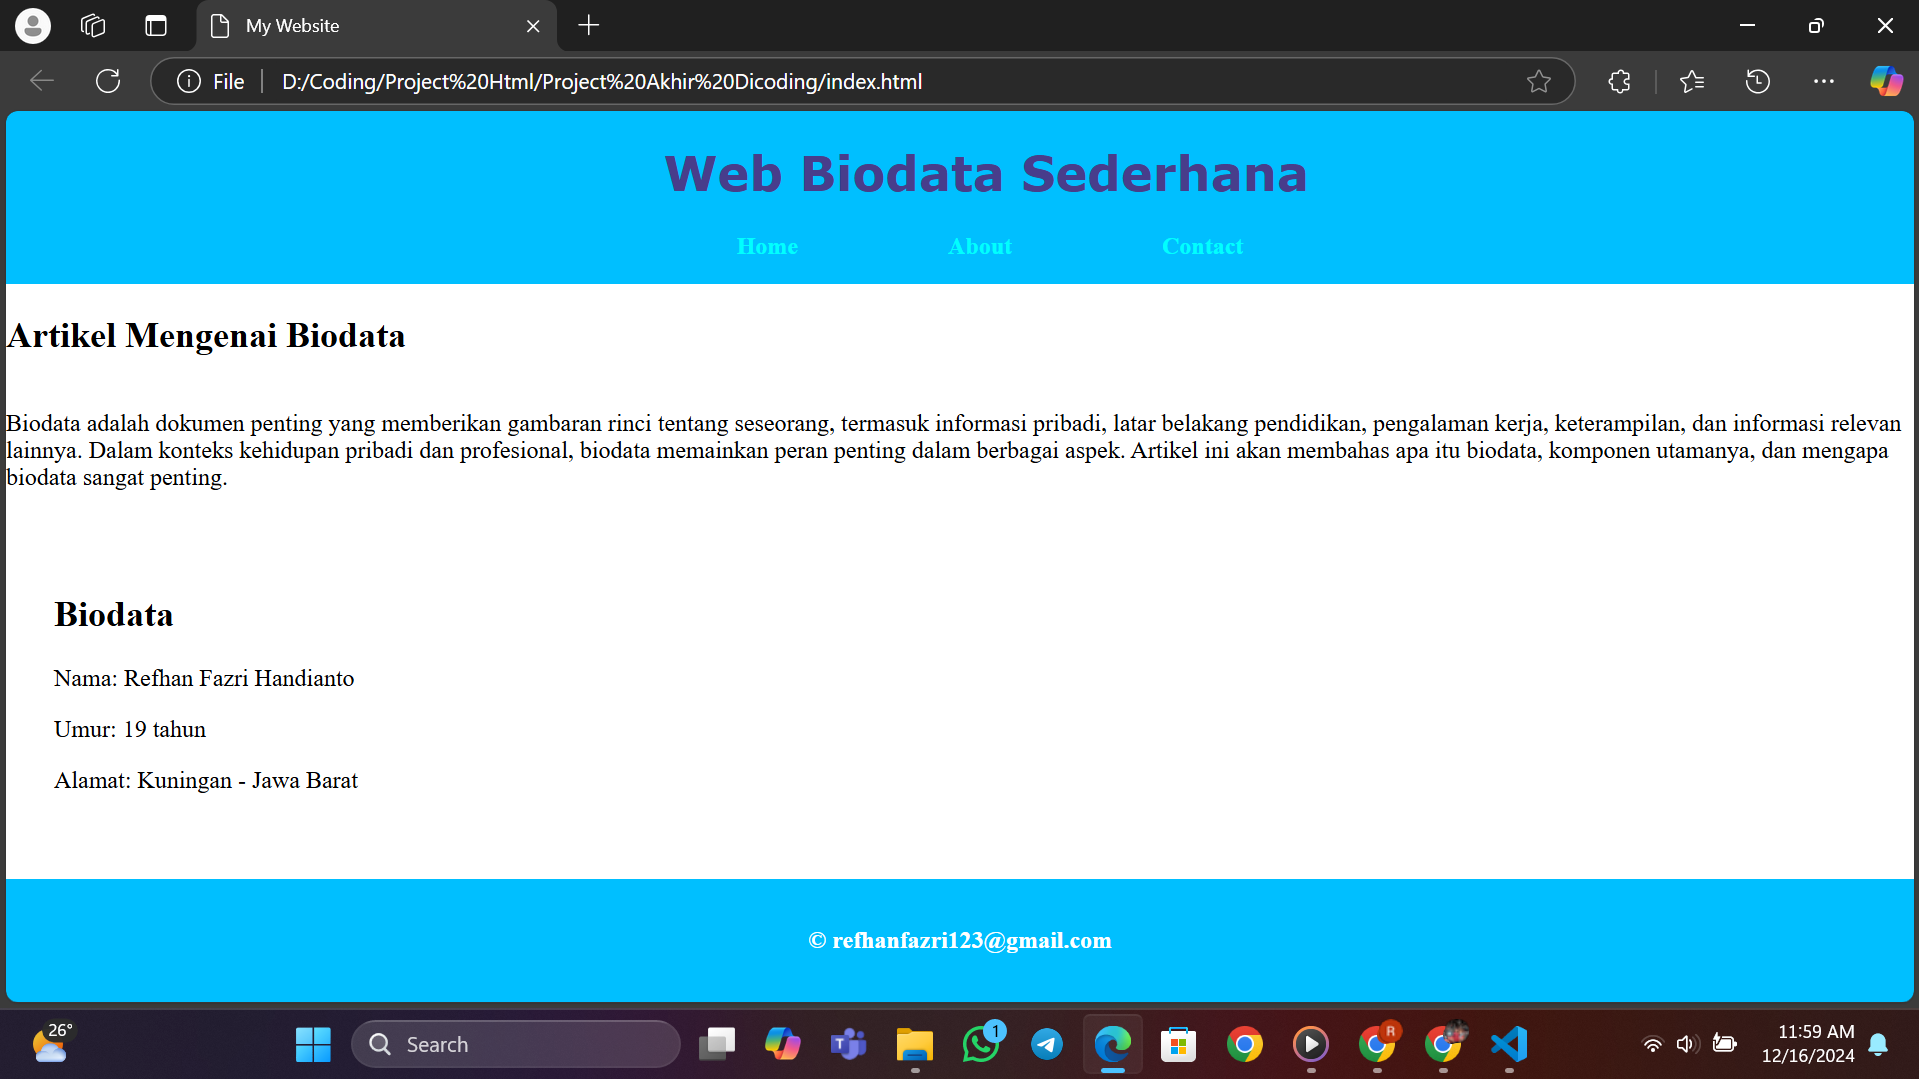 My Website
File
D:/Coding/Project%20Html/Project%20Akhir%20Dicoding/index.html
Web Biodata Sederhana
Home About Contact
Artikel Mengenai Biodata
Biodata adalah dokumen penting yang memberikan gambaran rinci tentang seseorang, termasuk informasi pribadi, latar belakang pendidikan, pengalaman kerja, keterampilan, dan informasi relevan
lainnya. Dalam konteks kehidupan pribadi dan profesional, biodata memainkan peran penting dalam berbagai aspek. Artikel ini akan membahas apa itu biodata, komponen utamanya, dan mengapa
biodata sangat penting.
Biodata
Nama: Refhan Fazri Handianto
Umur: 19 tahun
Alamat: Kuningan - Jawa Barat
© refhanfazri123@gmail.com
26°
Search
1
R
11:59 AM
12/16/2024